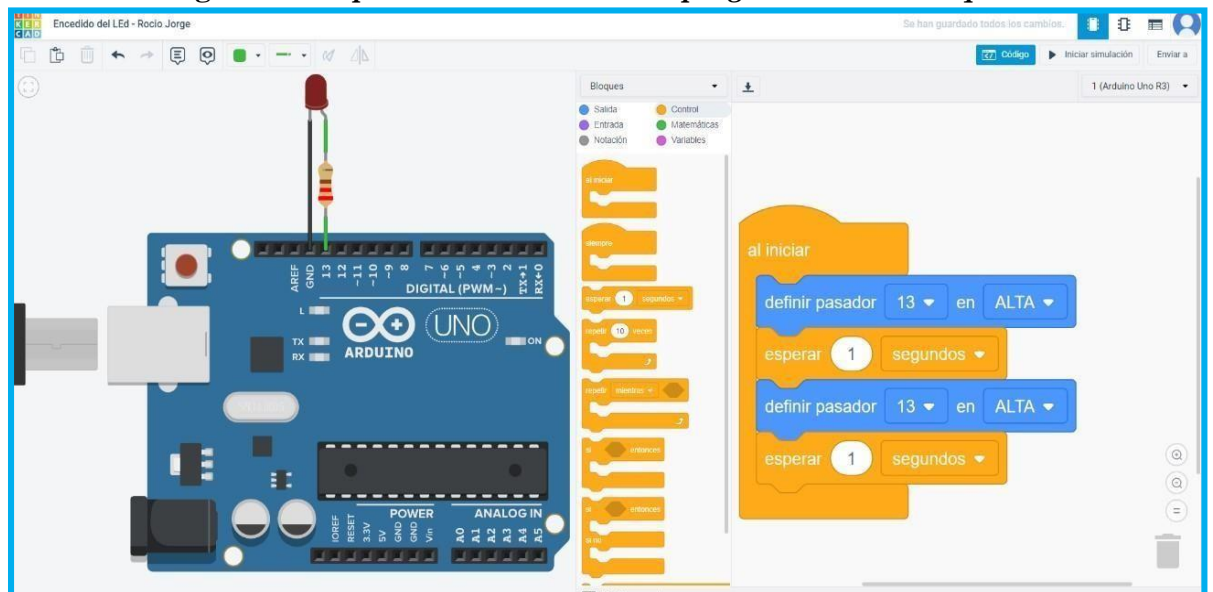 TIN
KER
CAD
Encedido del LEd - Rocio Jorge
Se han guardado todos los cambios.
Código
Iniciar simulación
Enviar a
Bloques
1 (Arduino Uno R3)
Salida
Control
Entrada
Matemáticas
Notación
Variables
al iniciar
siempre
esperar 1 segundos
repetir 10 veces
repetir mientras
si entonces
si entonces
si no
al iniciar
definir pasador 13 en ALTA
esperar 1 segundos
definir pasador 13 en ALTA
esperar 1 segundos
AREF
GND
13
12
~11
~10
~9
8
7
~6
~5
4
~3
2
TX→1
RX←0
DIGITAL (PWM~)
L
TX
RX
ARDUINO
UNO
ON
IOREF
RESET
3.3V
5V
GND
GND
Vin
POWER
ANALOG IN
A0
A1
A2
A3
A4
A5